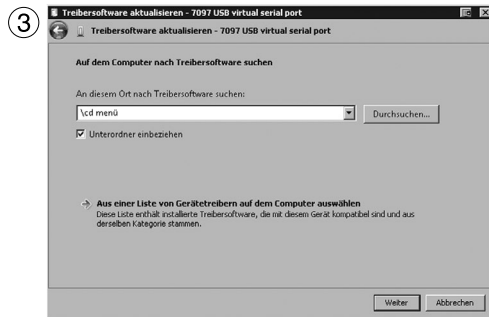 3
Treibersoftware aktualisieren - 7097 USB virtual serial port
Treibersoftware aktualisieren - 7097 USB virtual serial port
Auf dem Computer nach Treibersoftware suchen
An diesem Ort nach Treibersoftware suchen:
\cd menü
Durchsuchen...
Unterordner einbeziehen
Aus einer Liste von Gerätetreibern auf dem Computer auswählen
Diese Liste enthält installierte Treibersoftware, die mit diesem Gerät kompatibel sind und aus
derselben Kategorie stammen.
Weiter
Abbrechen